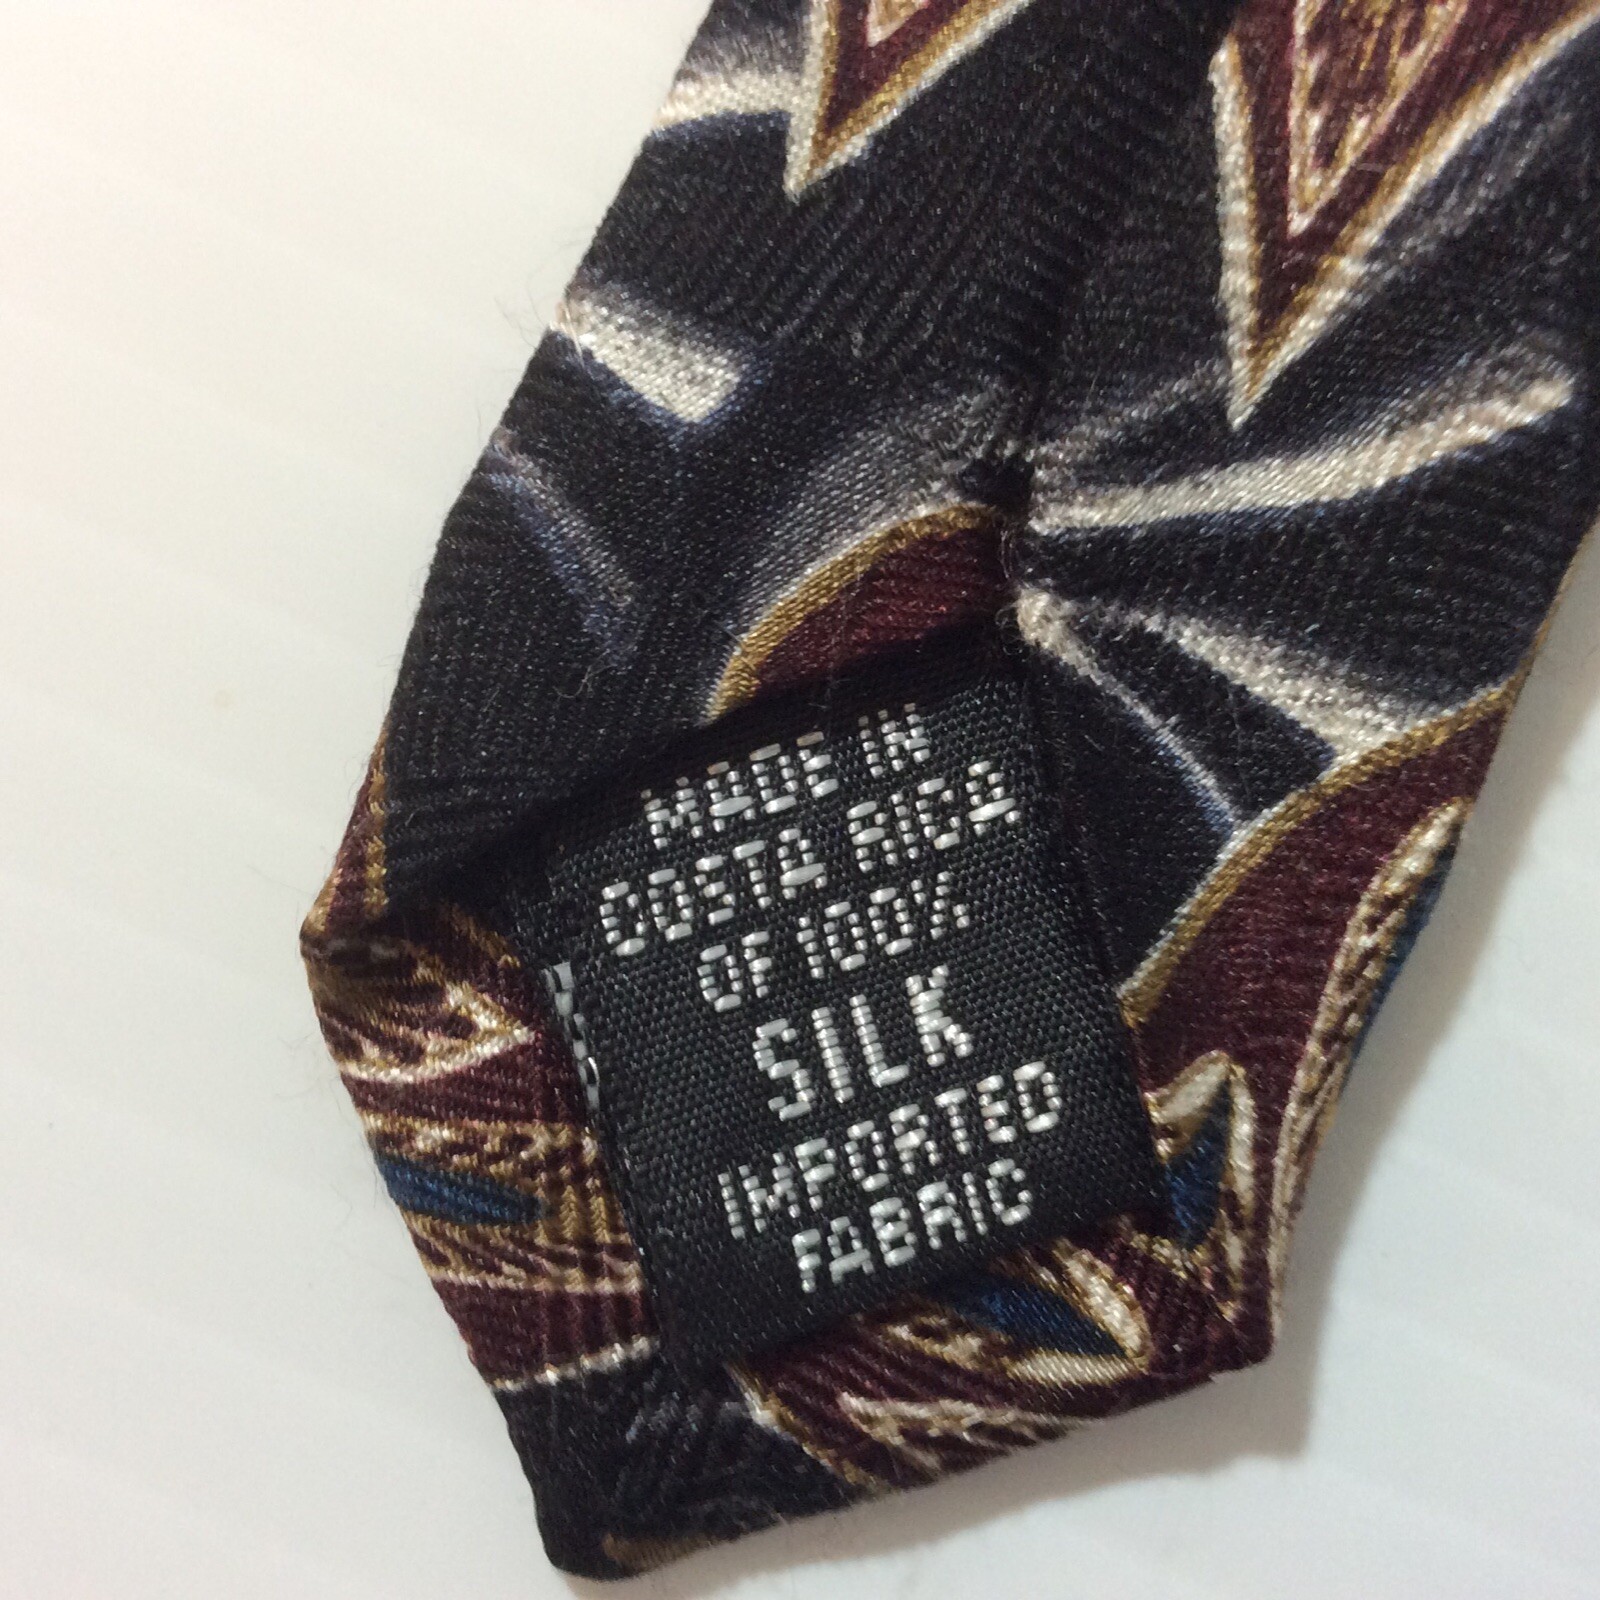 MADE IN
COSTA RICA
OF 100%
SILK
IMPORTED
FABRIC